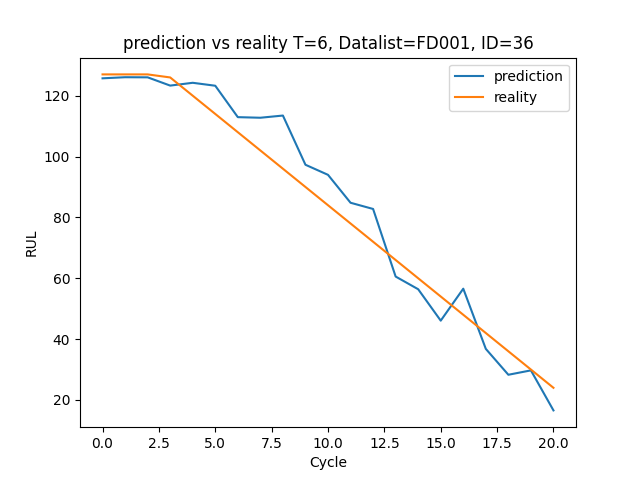 prediction vs reality T=6, Datalist=FD001, ID=36
prediction
reality
RUL
120
100
80
60
40
20
0.0 2.5 5.0 7.5 10.0 12.5 15.0 17.5 20.0
Cycle